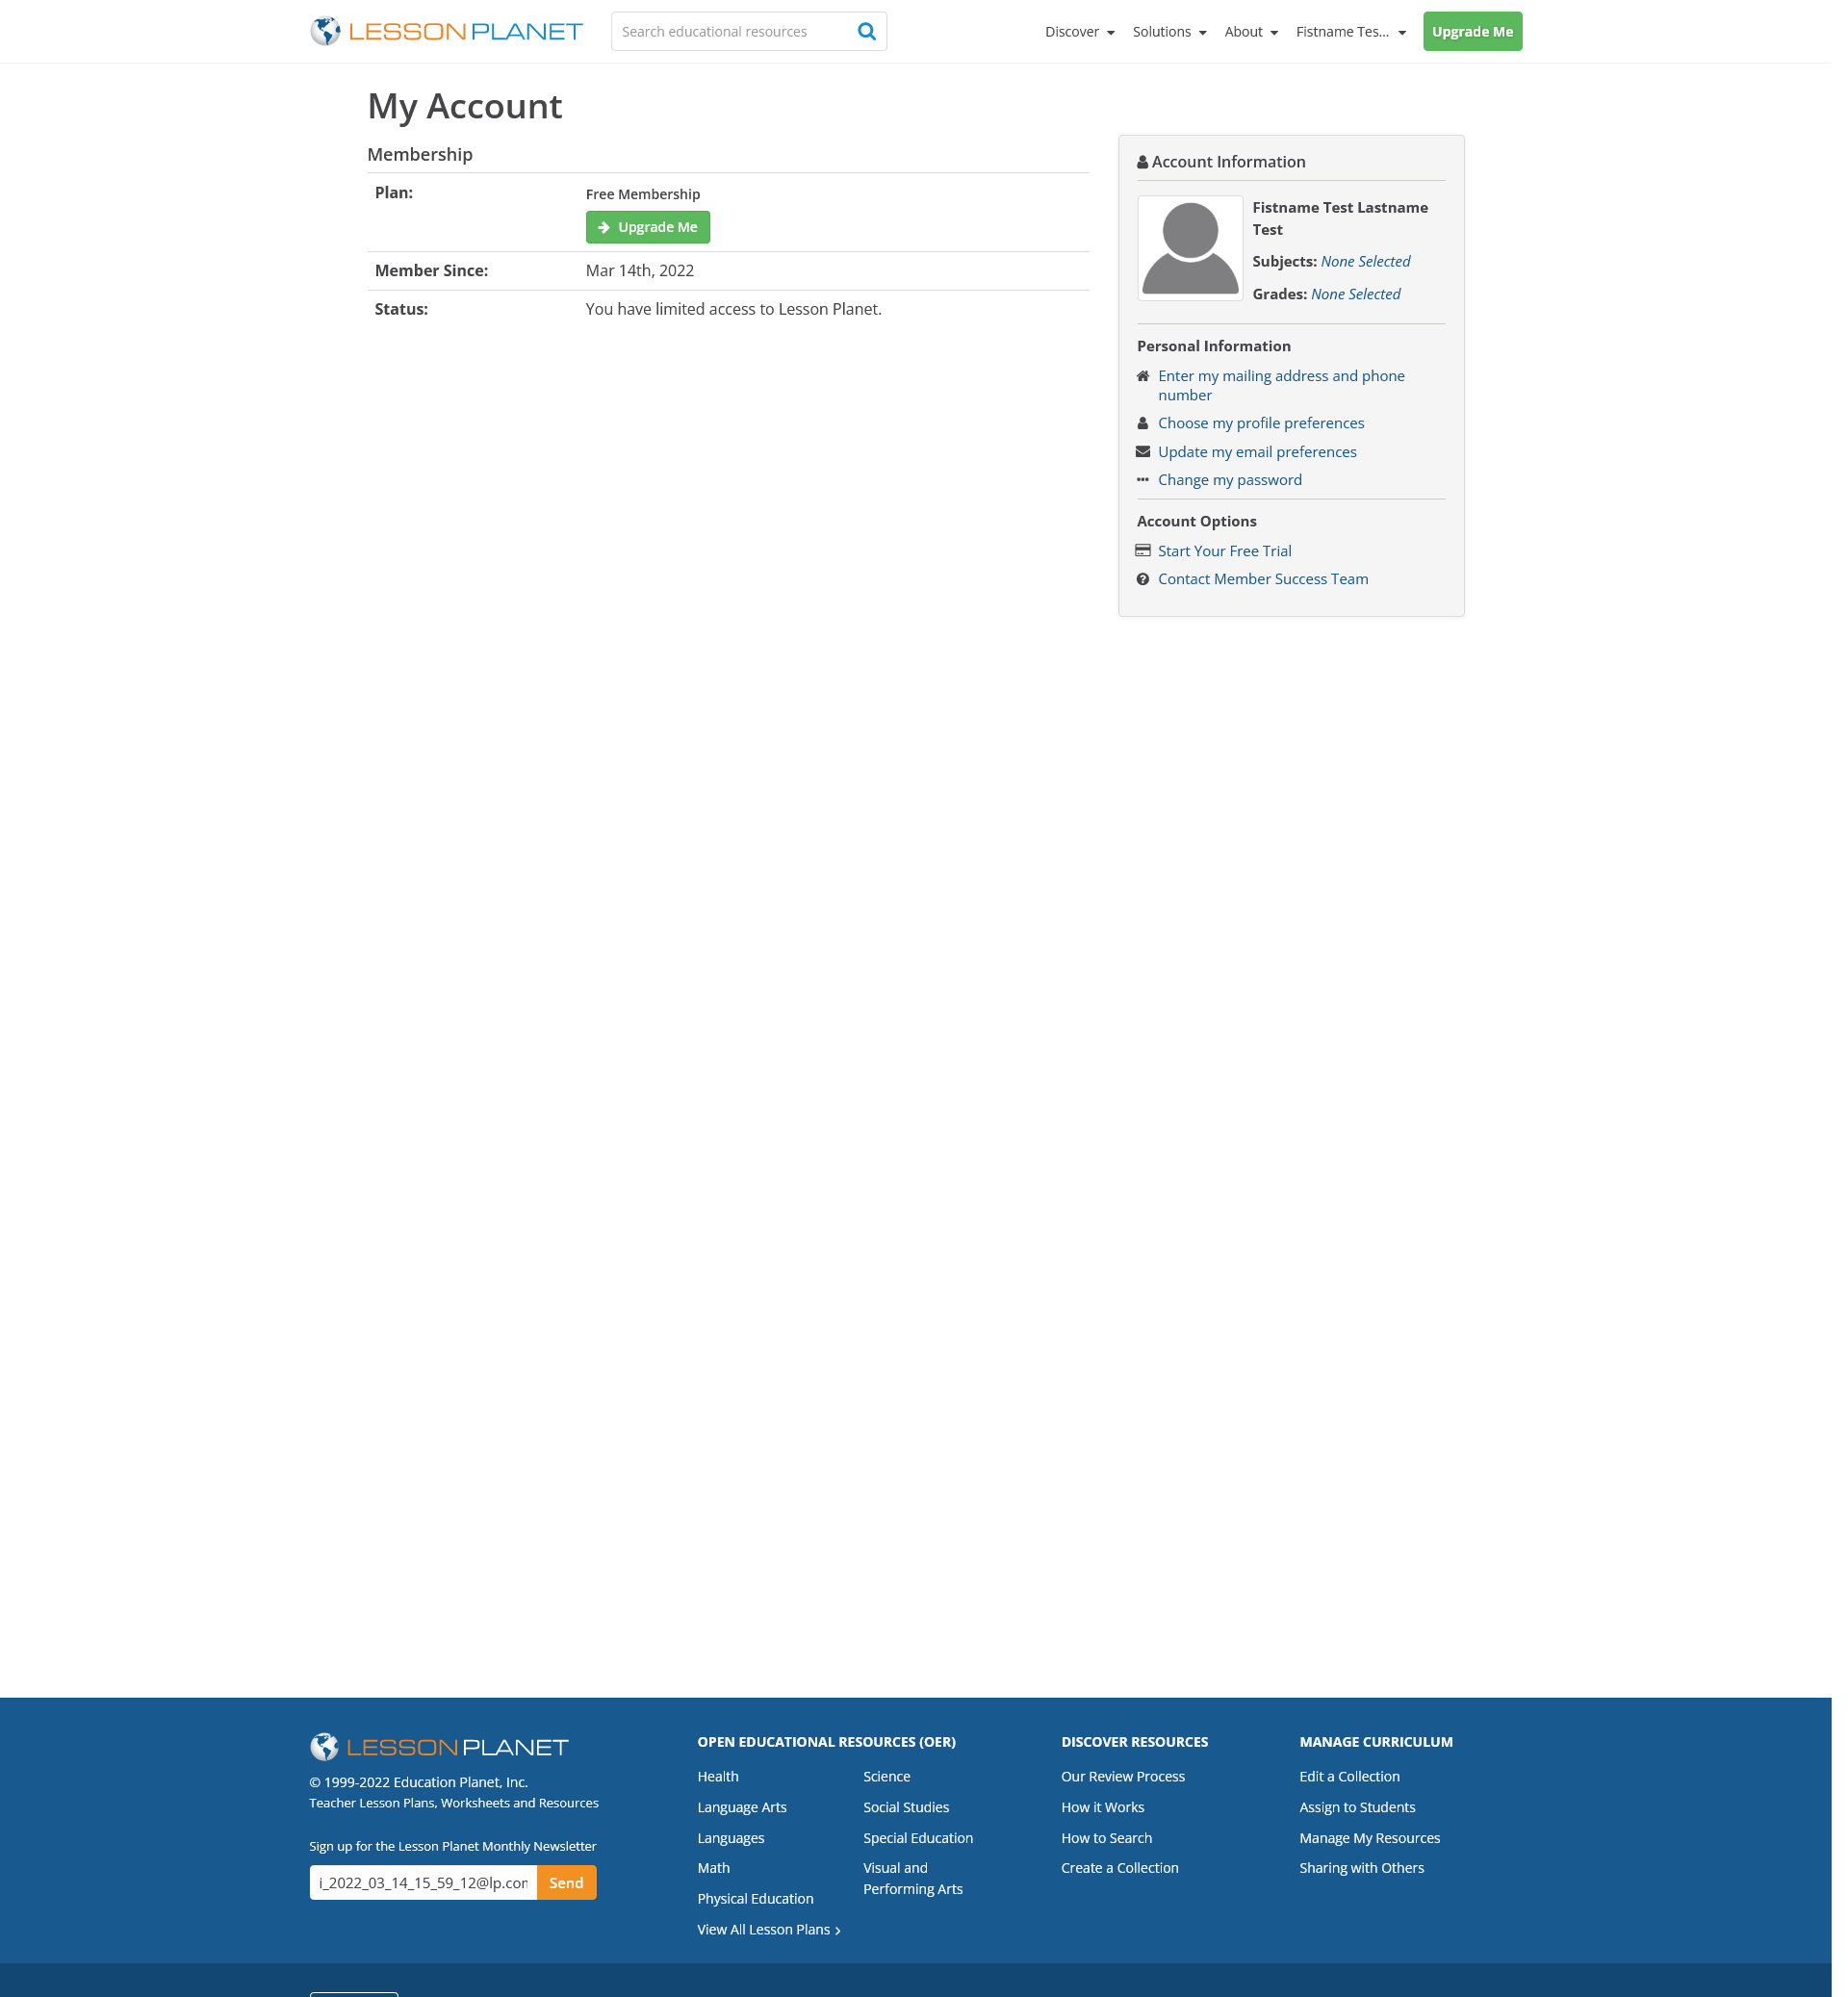 LESSON PLANET
Search educational resources
Discover
Solutions
About
Fistname Tes...
Upgrade Me
My Account
Membership
Plan:
Free Membership
Upgrade Me
Member Since:
Mar 14th, 2022
Status:
You have limited access to Lesson Planet.
Account Information
Fistname Test Lastname
Test
Subjects: None Selected
Grades: None Selected
Personal Information
Enter my mailing address and phone
number
Choose my profile preferences
Update my email preferences
Change my password
Account Options
Start Your Free Trial
Contact Member Success Team
LESSON PLANET
© 1999-2022 Education Planet, Inc.
Teacher Lesson Plans, Worksheets and Resources
Sign up for the Lesson Planet Monthly Newsletter
i_2022_03_14_15_59_12@lp.com
Send
OPEN EDUCATIONAL RESOURCES (OER)
Health
Language Arts
Languages
Math
Physical Education
View All Lesson Plans
Science
Social Studies
Special Education
Visual and
Performing Arts
DISCOVER RESOURCES
Our Review Process
How it Works
How to Search
Create a Collection
MANAGE CURRICULUM
Edit a Collection
Assign to Students
Manage My Resources
Sharing with Others